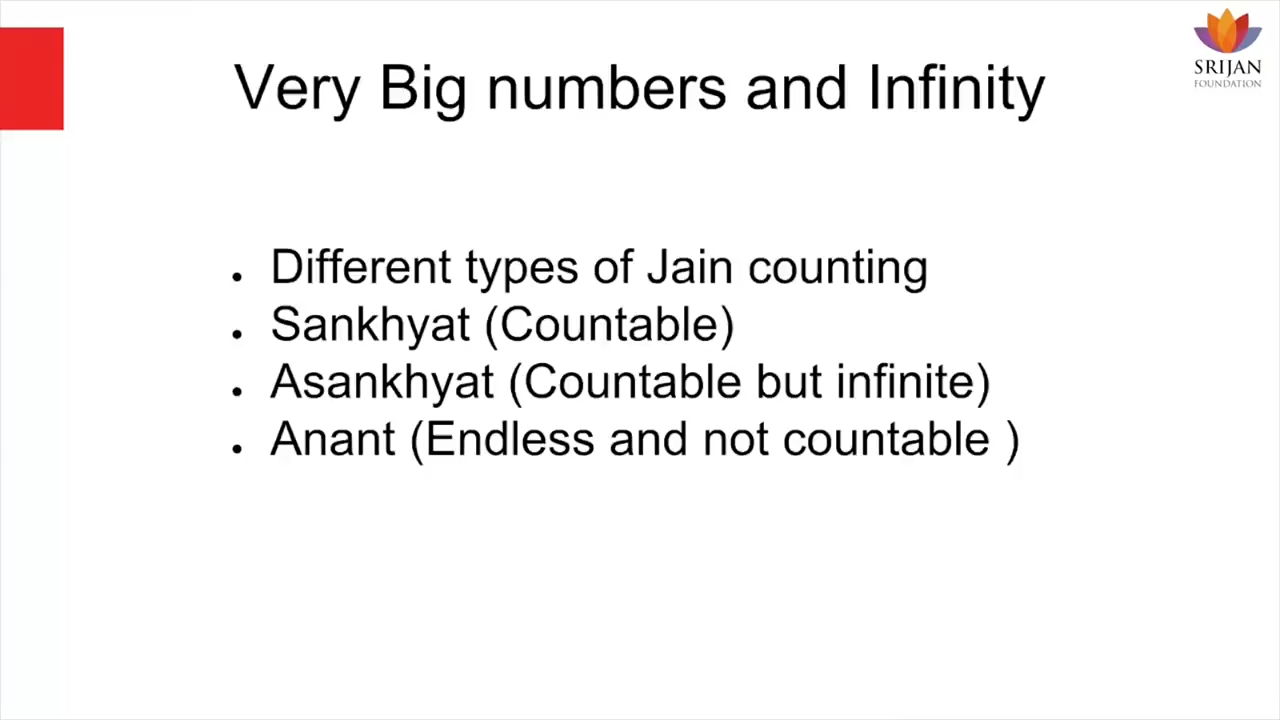 SRIJAN
FOUNDATION
Very Big numbers and Infinity
• Different types of Jain counting
• Sankhyat (Countable)
• Asankhyat (Countable but infinite)
• Anant (Endless and not countable )